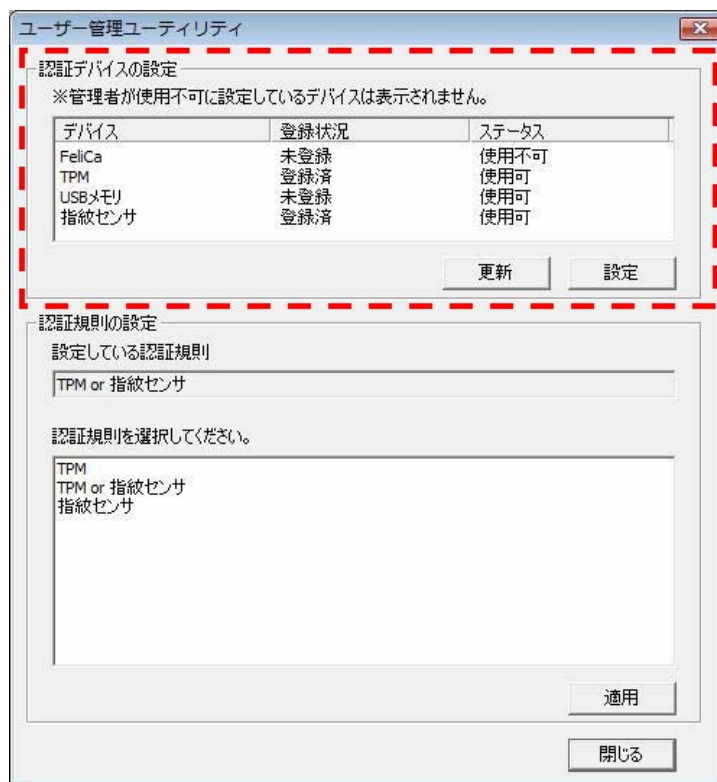 ユーザー管理ユーティリティ
認証デバイスの設定
※管理者が使用不可に設定しているデバイスは表示されません。
デバイス 登録状況 ステータス
FeliCa 未登録 使用不可
TPM 登録済 使用可
USBメモリ 未登録 使用可
指紋センサ 登録済 使用可
更新 設定
認証規則の設定
設定している認証規則
TPM or 指紋センサ
認証規則を選択してください。
TPM
TPM or 指紋センサ
指紋センサ
適用
閉じる